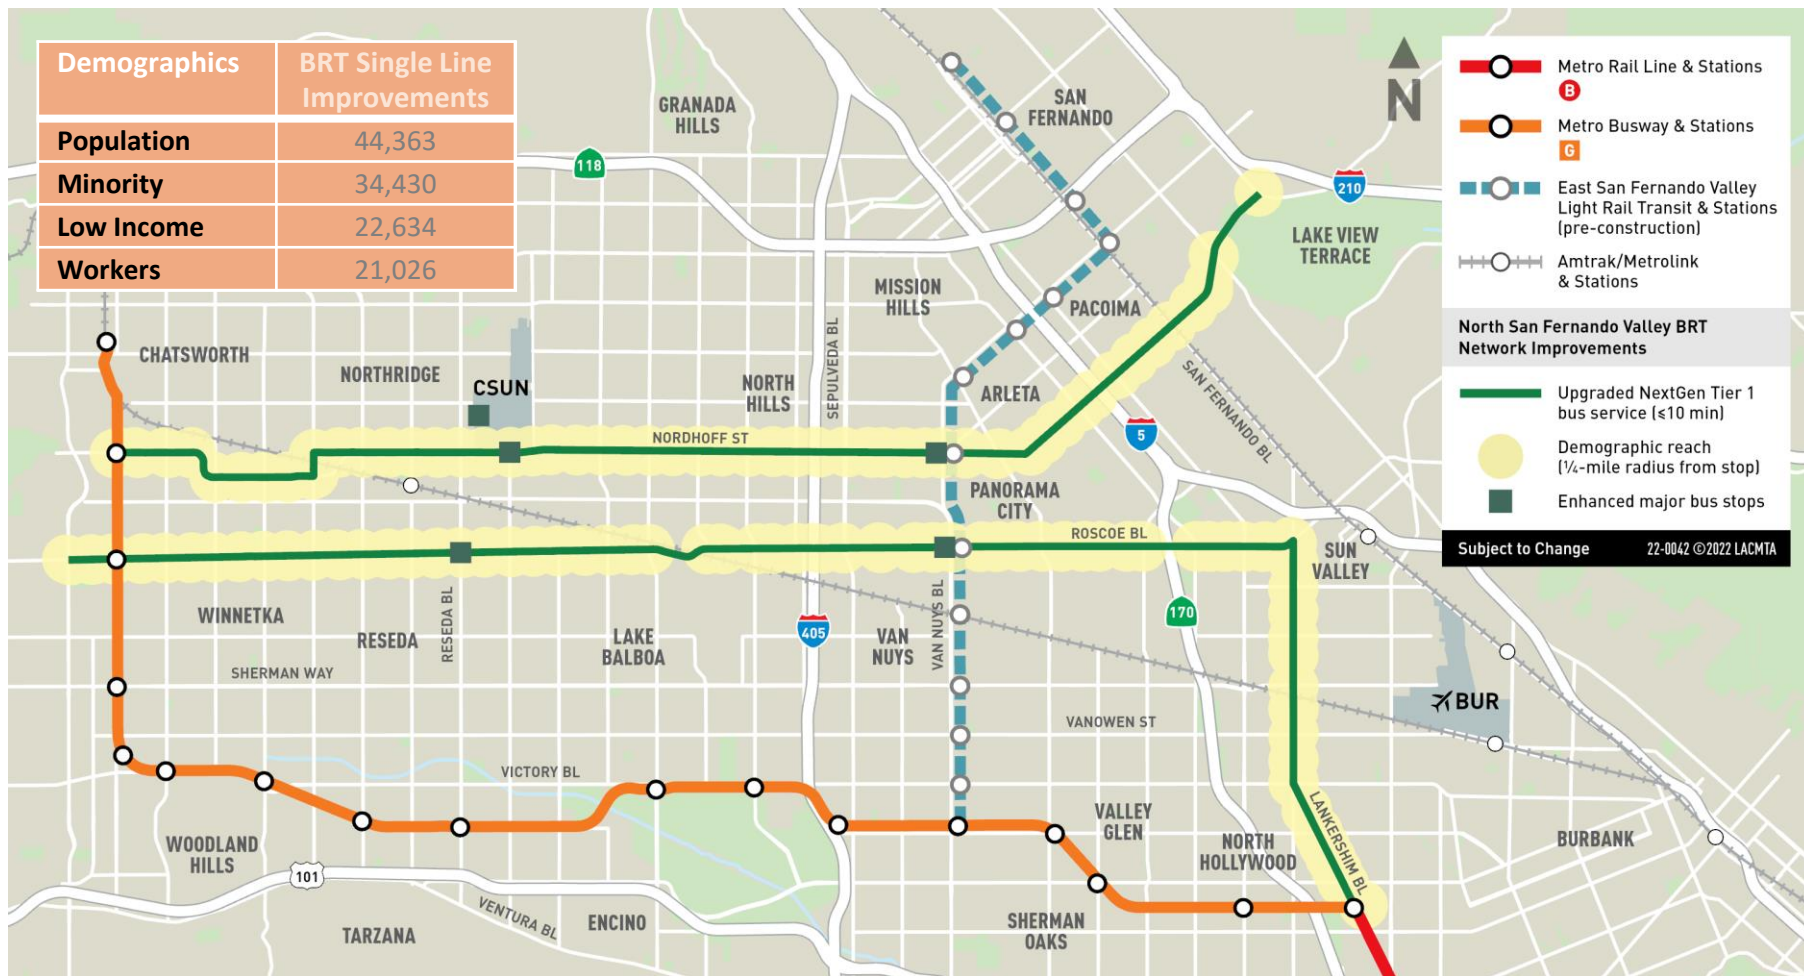 Demographics
BRT Single Line
Improvements
Population
44,363
Minority
34,430
Low Income
22,634
Workers
21,026
N
Metro Rail Line & Stations
B
Metro Busway & Stations
G
East San Fernando Valley
Light Rail Transit & Stations
(pre-construction)
Amtrak/Metrolink
& Stations
North San Fernando Valley BRT
Network Improvements
Upgraded NextGen Tier 1
bus service (≤10 min)
Demographic reach
(¼-mile radius from stop)
Enhanced major bus stops
Subject to Change
22-0042 ©2022 LACMTA
GRANADA
HILLS
SAN
FERNANDO
118
210
LAKE VIEW
TERRACE
MISSION
HILLS
PACOIMA
CHATSWORTH
NORTHRIDGE
CSUN
NORTH
HILLS
SEPULVEDA BL
ARLETA
SAN FERNANDO BL
NORDHOFF ST
5
PANORAMA
CITY
ROSCOE BL
SUN
VALLEY
WINNETKA
RESEDA
RESEDA BL
LAKE
BALBOA
405
VAN
NUYS
VAN NUYS BL
170
SHERMAN WAY
BUR
VANOWEN ST
VICTORY BL
WOODLAND
HILLS
VALLEY
GLEN
NORTH
HOLLYWOOD
LANKERSHIM BL
BURBANK
101
VENTURA BL
TARZANA
ENCINO
SHERMAN
OAKS